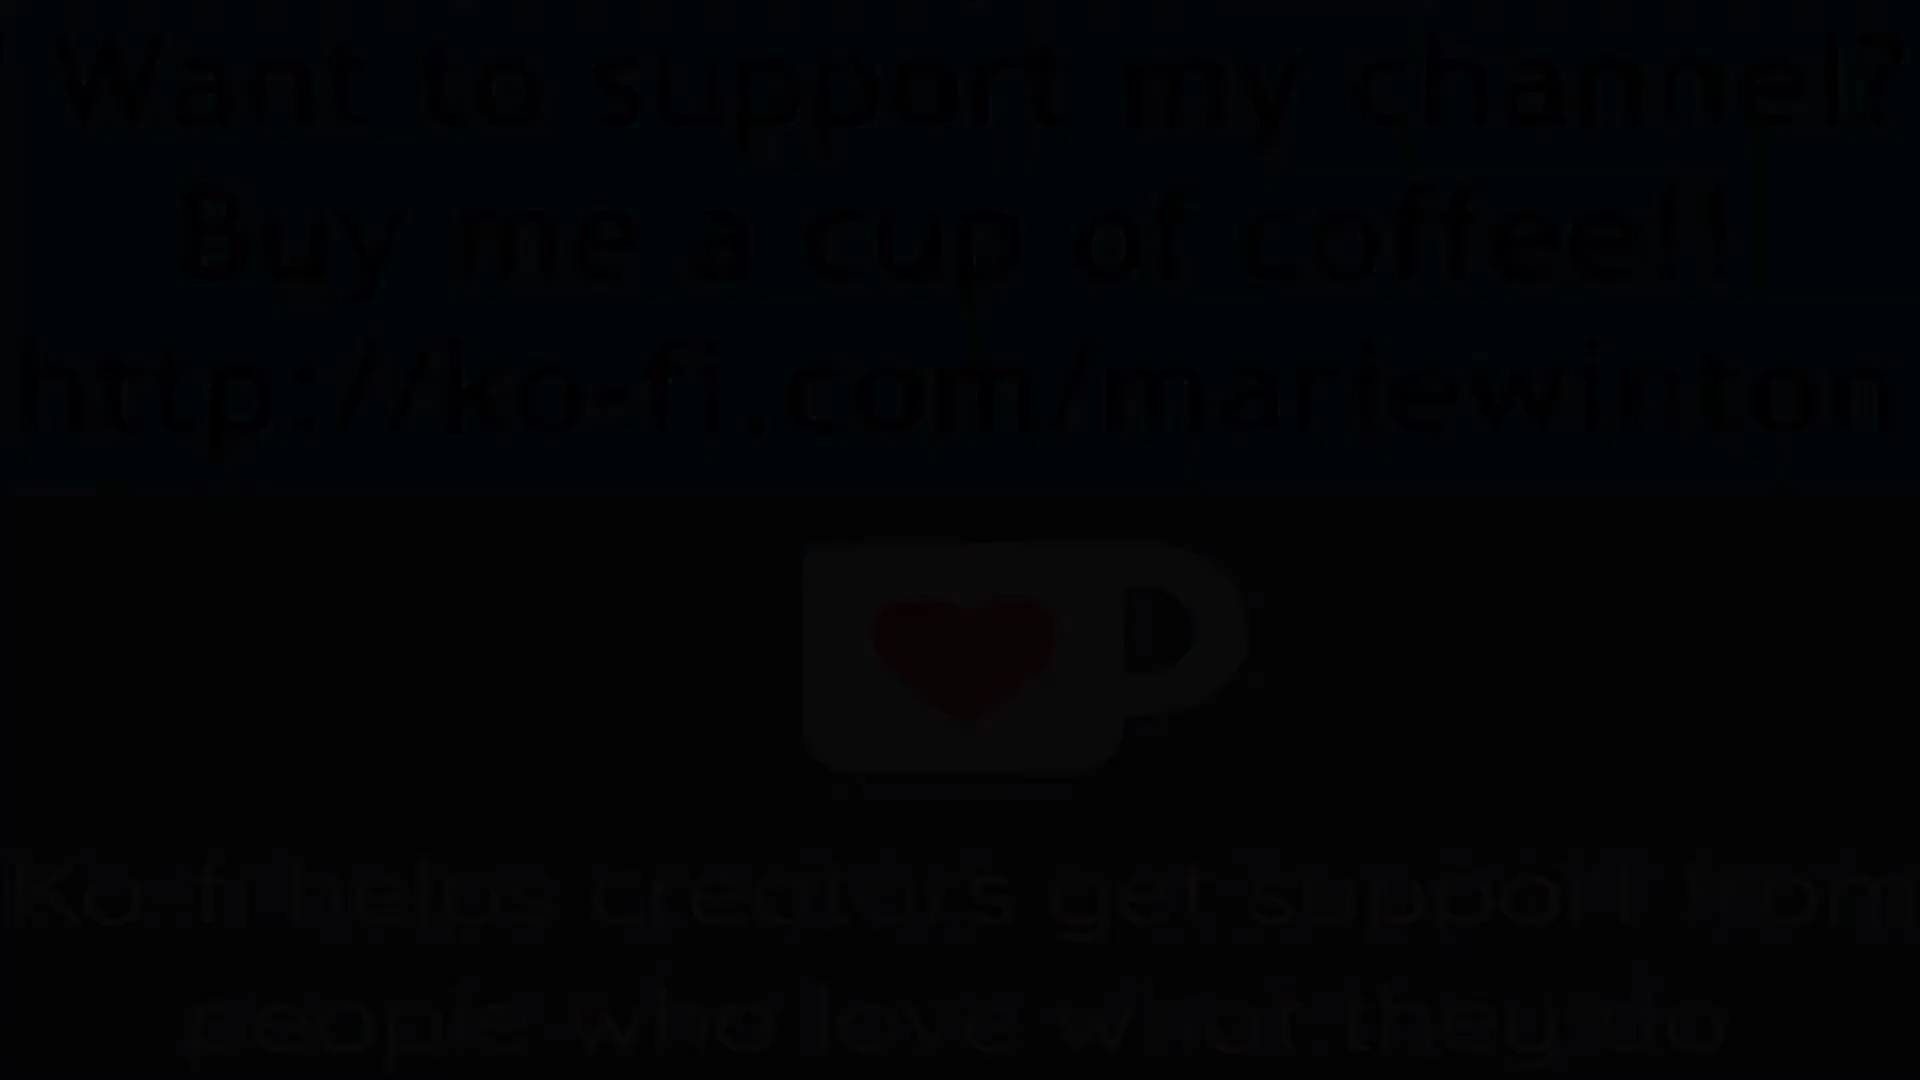 Want to support my channel?
Buy me a cup of coffee!!
http://ko-fi.com/mariewinton
Ko-fi helps creators get support from
people who love what they do